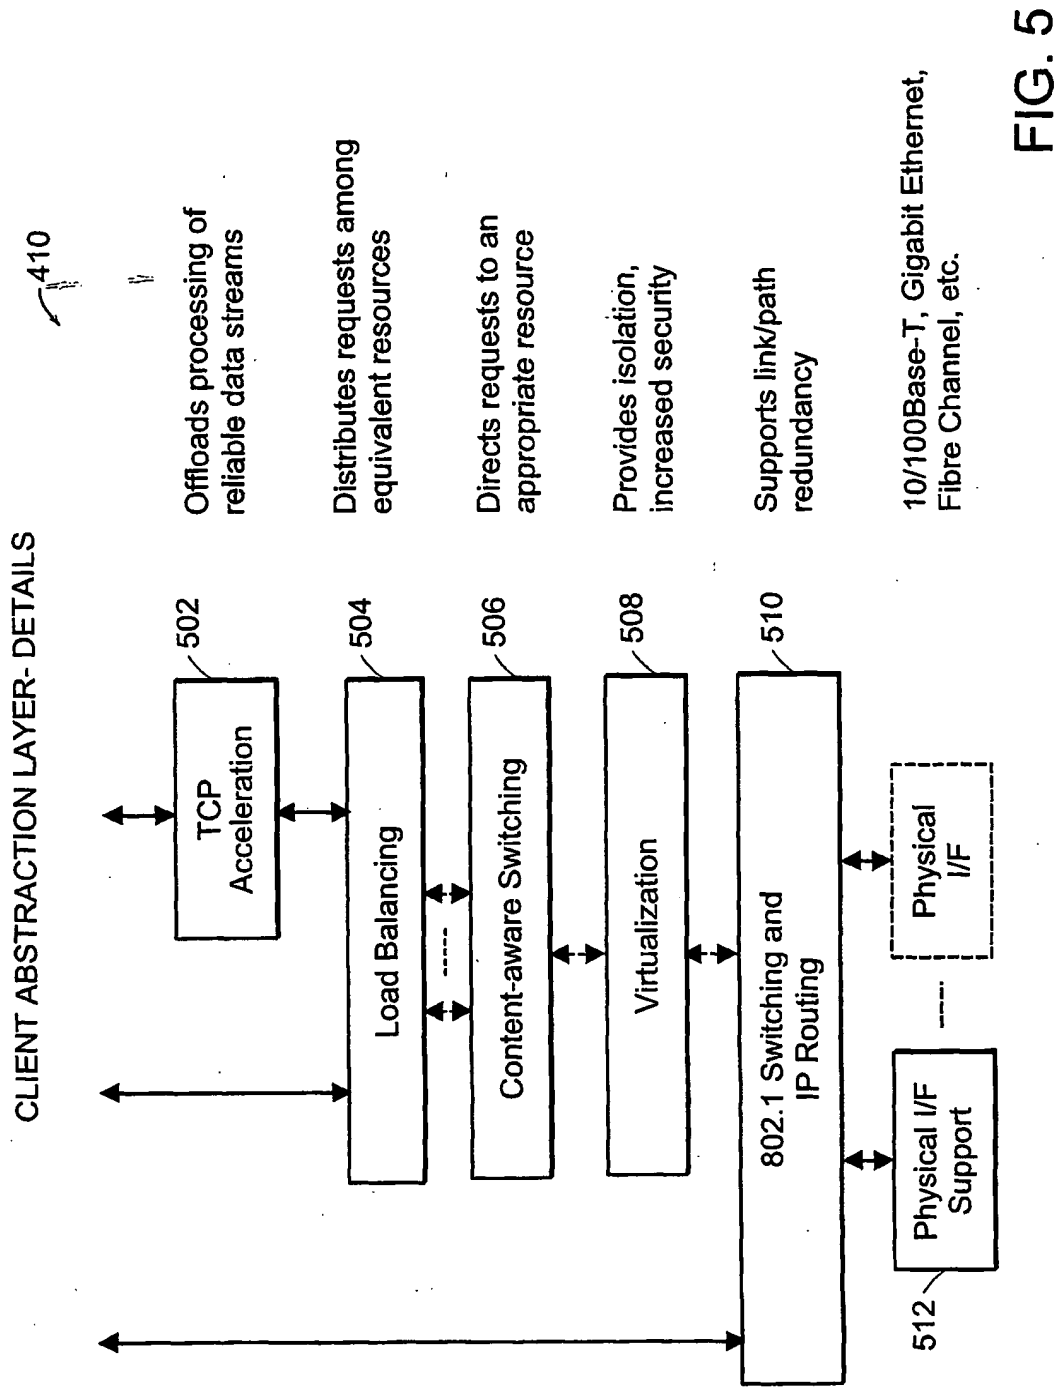 CLIENT ABSTRACTION LAYER- DETAILS
410
TCP
Acceleration
502
Offloads processing of
reliable data streams
Load Balancing
504
Distributes requests among
equivalent resources
Content-aware Switching
506
Directs requests to an
appropriate resource
Virtualization
508
Provides isolation,
increased security
802.1 Switching and
IP Routing
510
Supports link/path
redundancy
512
Physical I/F
Support
Physical
I/F
10/100Base-T, Gigabit Ethernet,
Fibre Channel, etc.
FIG. 5